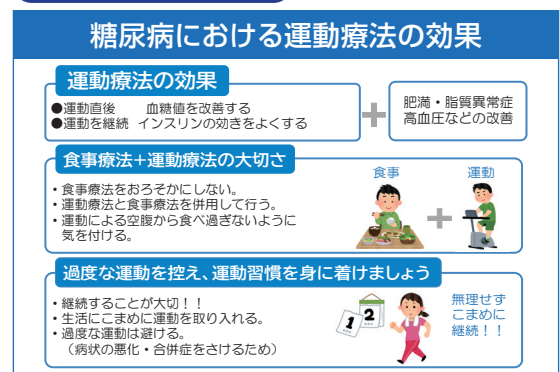 糖尿病における運動療法の効果
運動療法の効果
●運動直後 血糖値を改善する
●運動を継続 インスリンの効きをよくする
+
肥満・脂質異常症
高血圧などの改善
食事療法+運動療法の大切さ
・食事療法をおろそかにしない。
・運動療法と食事療法を併用して行う。
・運動による空腹から食べ過ぎないように
気を付ける。
食事
+
運動
過度な運動を控え、運動習慣を身に着けましょう
・継続することが大切！！
・生活にこまめに運動を取り入れる。
・過度な運動は避ける。
（病状の悪化・合併症をさけるため）
1
2
無理せず
こまめに
継続！！